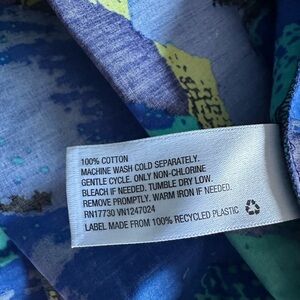 100% COTTON
MACHINE WASH COLD SEPARATELY.
GENTLE CYCLE. ONLY NON-CHLORINE
BLEACH IF NEEDED. TUMBLE DRY LOW.
REMOVE PROMPTLY. WARM IRON IF NEEDED.
RN17730 VN1247024
LABEL MADE FROM 100% RECYCLED PLASTIC